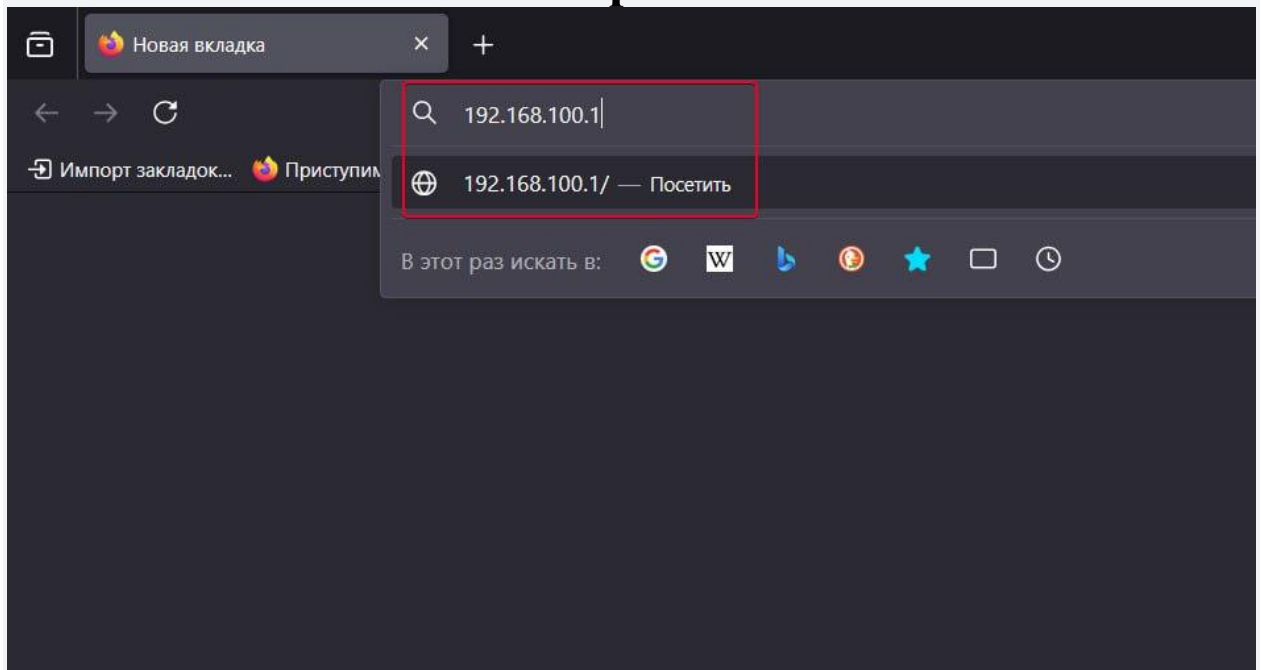 Новая вкладка
192.168.100.1
Импорт закладок... Приступим
192.168.100.1/ — Посетить
В этот раз искать в: G W